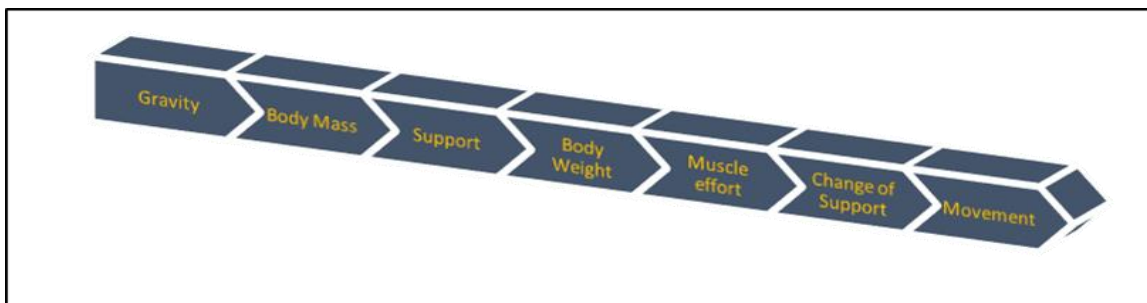 Gravity
Body Mass
Support
Body
Weight
Muscle
effort
Change of
Support
Movement